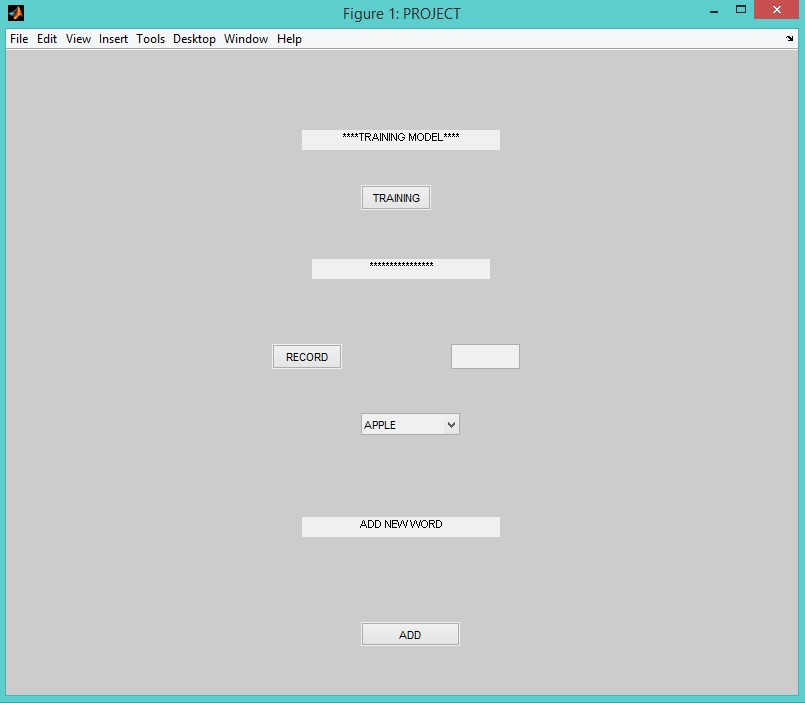 Figure 1: PROJECT
File Edit View Insert Tools Desktop Window Help
****TRAINING MODEL****
TRAINING
****************
RECORD
APPLE
ADD NEW WORD
ADD